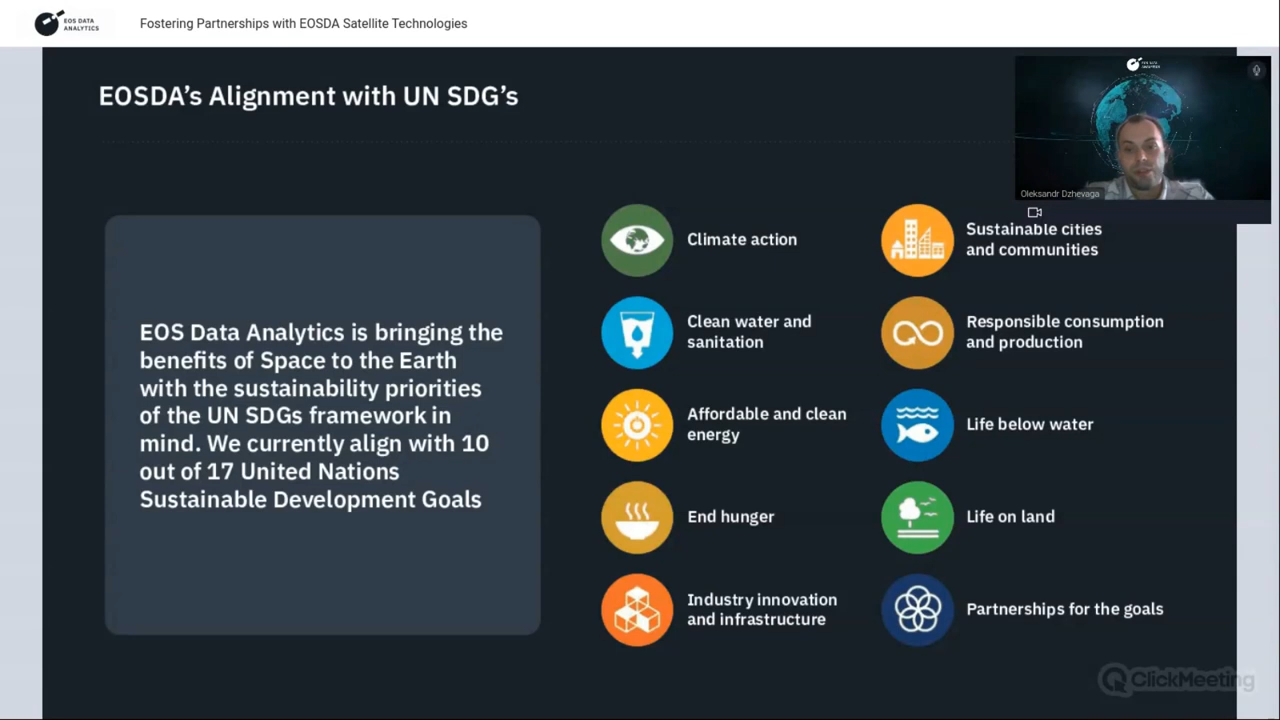 EOS DATA
ANALYTICS
Fostering Partnerships with EOSDA Satellite Technologies
EOSDA’s Alignment with UN SDG’s
EOS DATA
ANALYTICS
Oleksandr Dzhevaga
EOS Data Analytics is bringing the
benefits of Space to the Earth
with the sustainability priorities
of the UN SDGs framework in
mind. We currently align with 10
out of 17 United Nations
Sustainable Development Goals
Climate action
Clean water and
sanitation
Affordable and clean
energy
End hunger
Industry innovation
and infrastructure
Sustainable cities
and communities
Responsible consumption
and production
Life below water
Life on land
Partnerships for the goals
ClickMeeting